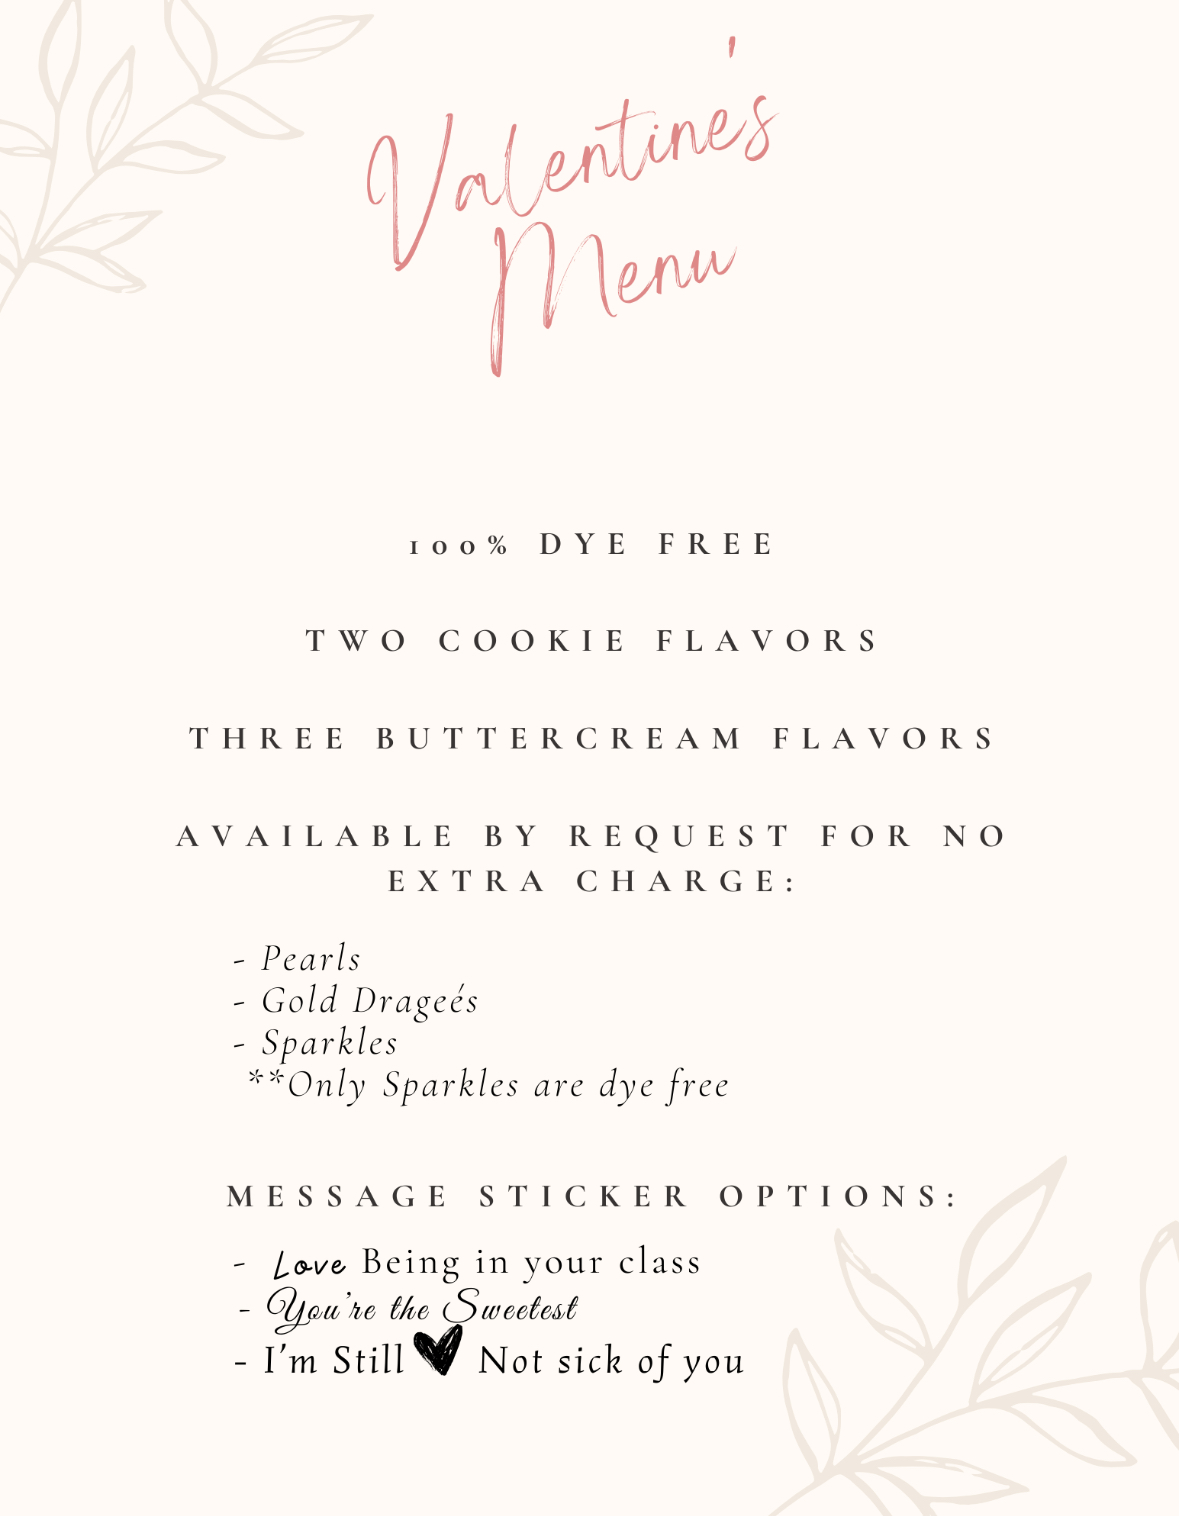 Valentine's
Menu
100% DYE FREE
TWO COOKIE FLAVORS
THREE BUTTERCREAM FLAVORS
AVAILABLE BY REQUEST FOR NO
EXTRA CHARGE:
- Pearls
- Gold Drageés
- Sparkles
**Only Sparkles are dye free
MESSAGE STICKER OPTIONS:
- Love Being in your class
- You're the Sweetest
- I'm Still Not sick of you